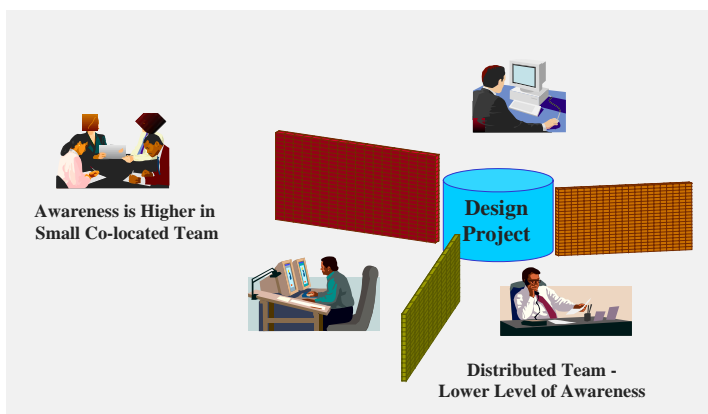 Awareness is Higher in
Small Co-located Team
Design
Project
Distributed Team -
Lower Level of Awareness